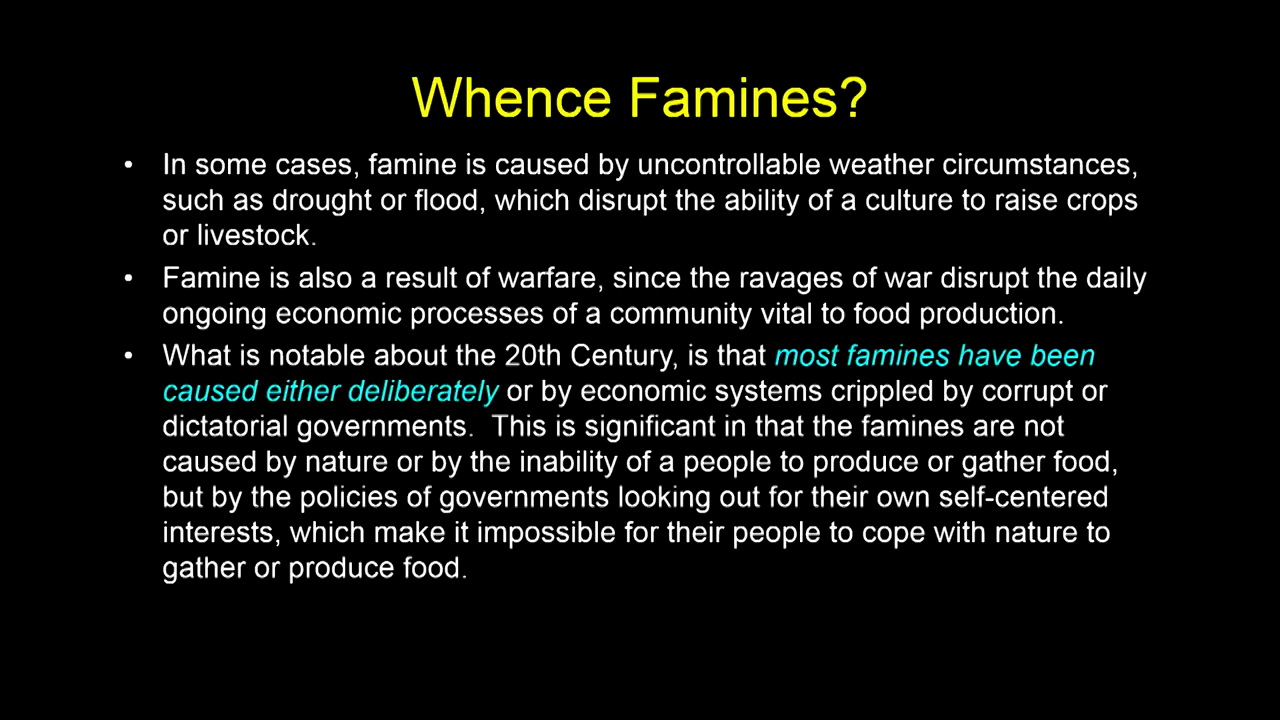 Whence Famines?
• In some cases, famine is caused by uncontrollable weather circumstances,
such as drought or flood, which disrupt the ability of a culture to raise crops
or livestock.
• Famine is also a result of warfare, since the ravages of war disrupt the daily
ongoing economic processes of a community vital to food production.
• What is notable about the 20th Century, is that most famines have been
caused either deliberately or by economic systems crippled by corrupt or
dictatorial governments.  This is significant in that the famines are not
caused by nature or by the inability of a people to produce or gather food,
but by the policies of governments looking out for their own self-centered
interests, which make it impossible for their people to cope with nature to
gather or produce food.